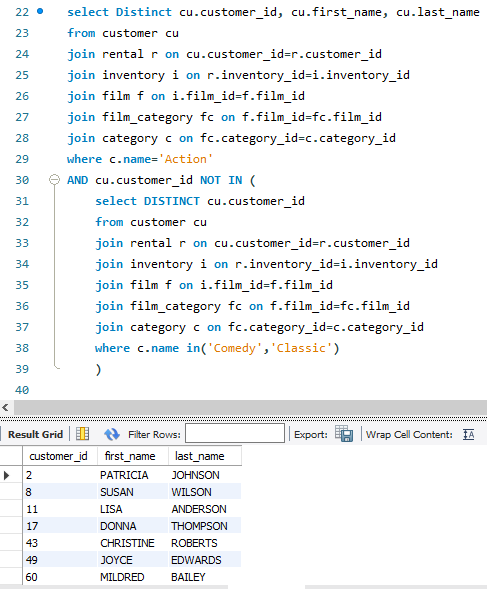 22 select Distinct cu.customer_id, cu.first_name, cu.last_name
23 from customer cu
24 join rental r on cu.customer_id=r.customer_id
25 join inventory i on r.inventory_id=i.inventory_id
26 join film f on i.film_id=f.film_id
27 join film_category fc on f.film_id=fc.film_id
28 join category c on fc.category_id=c.category_id
29 where c.name='Action'
30 AND cu.customer_id NOT IN (
31 select DISTINCT cu.customer_id
32 from customer cu
33 join rental r on cu.customer_id=r.customer_id
34 join inventory i on r.inventory_id=i.inventory_id
35 join film f on i.film_id=f.film_id
36 join film_category fc on f.film_id=fc.film_id
37 join category c on fc.category_id=c.category_id
38 where c.name in('Comedy','Classic')
39 )
40
Result Grid Filter Rows: Export: Wrap Cell Content:
customer_id first_name last_name
2 PATRICIA JOHNSON
8 SUSAN WILSON
11 LISA ANDERSON
17 DONNA THOMPSON
43 CHRISTINE ROBERTS
49 JOYCE EDWARDS
60 MILDRED BAILEY